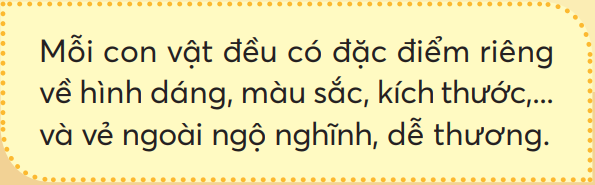 Mỗi con vật đều có đặc điểm riêng
về hình dáng, màu sắc, kích thước,...
và vẻ ngoài ngộ nghĩnh, dễ thương.